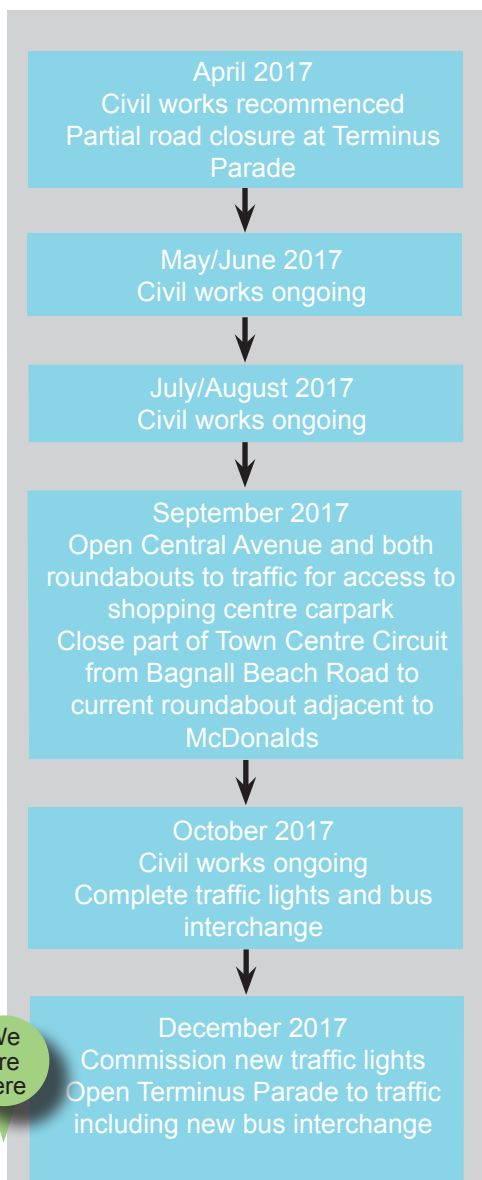 April 2017
Civil works recommenced
Partial road closure at Terminus
Parade
May/June 2017
Civil works ongoing
July/August 2017
Civil works ongoing
September 2017
Open Central Avenue and both
roundabouts to traffic for access to
shopping centre carpark
Close part of Town Centre Circuit
from Bagnall Beach Road to
current roundabout adjacent to
McDonalds
October 2017
Civil works ongoing
Complete traffic lights and bus
interchange
December 2017
Commission new traffic lights
Open Terminus Parade to traffic
including new bus interchange